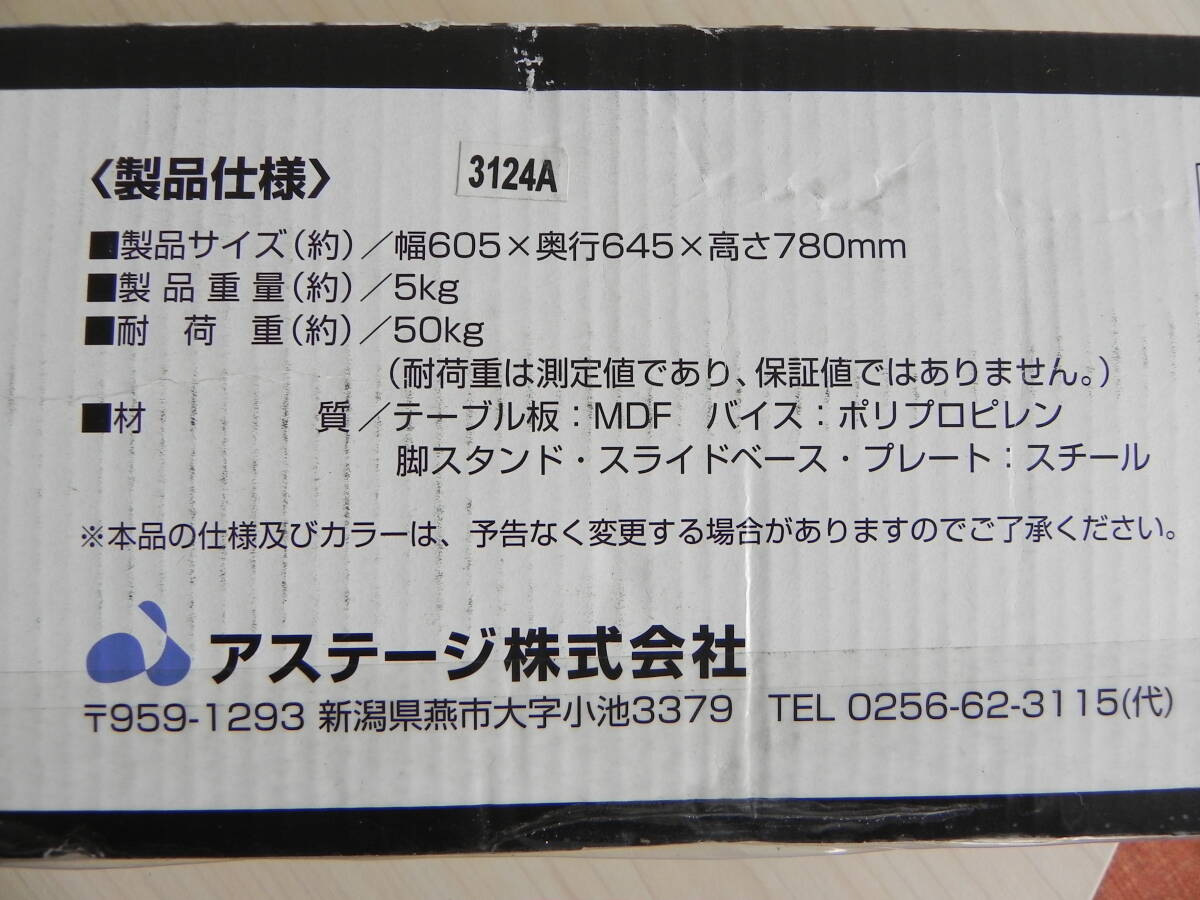 〈製品仕様〉
3124A
■製品サイズ(約)／幅605×奥行645×高さ780mm
■製品重量(約)／5kg
■耐荷重(約)／50kg
(耐荷重は測定値であり、保証値ではありません。)
■材質／テーブル板：MDF　バイス：ポリプロピレン
脚スタンド・スライドベース・プレート：スチール
※本品の仕様及びカラーは、予告なく変更する場合がありますのでご了承ください。
アステージ株式会社
〒959-1293 新潟県燕市大字小池3379　TEL 0256-62-3115(代)